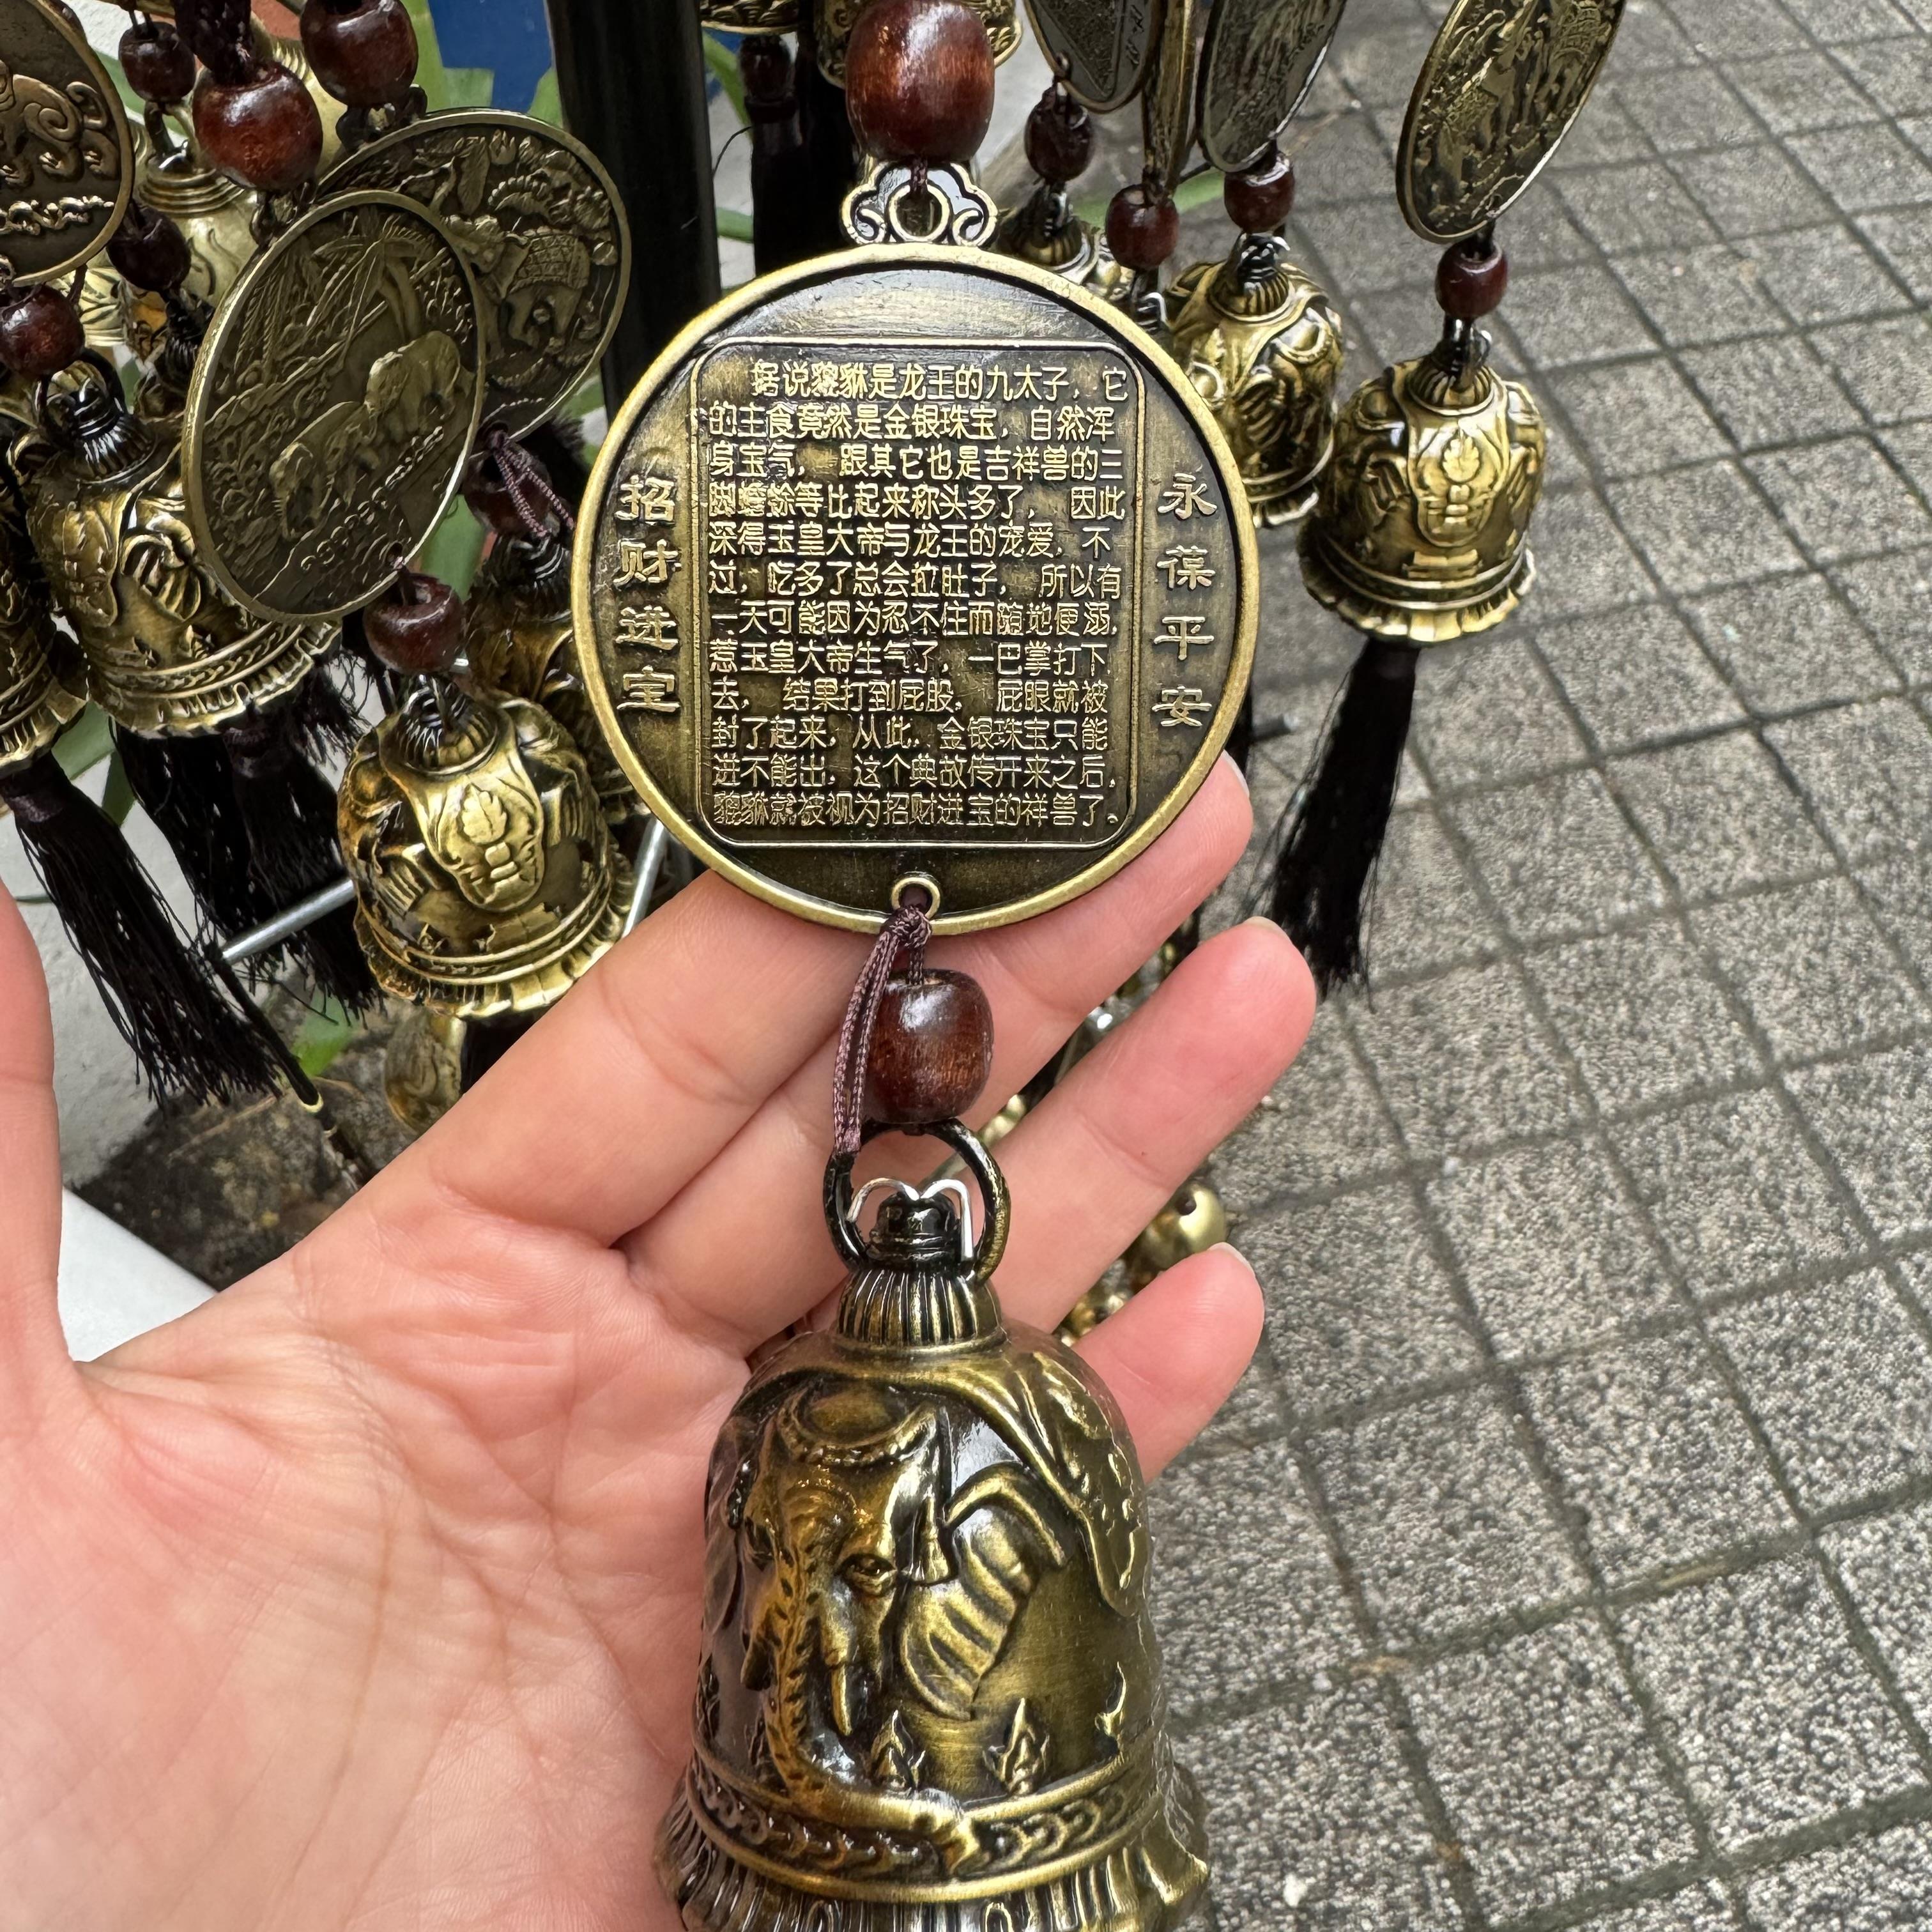 招财进宝
据说貔貅是龙王的九太子，它
的主食竟然是金银珠宝，自然浑
身宝气，跟其它也是吉祥兽的三
脚蟾蜍等比起来称头多了，因此
深得玉皇大帝与龙王的宠爱，不
过，吃多了总会拉肚子，所以有
一天可能因为忍不住而随地便溺，
惹玉皇大帝生气了，一巴掌打下
去，结果打到屁股，屁眼就被
封了起来，从此，金银珠宝只能
进不能出，这个典故传开来之后，
貔貅就被视为招财进宝的祥兽了。
永葆平安